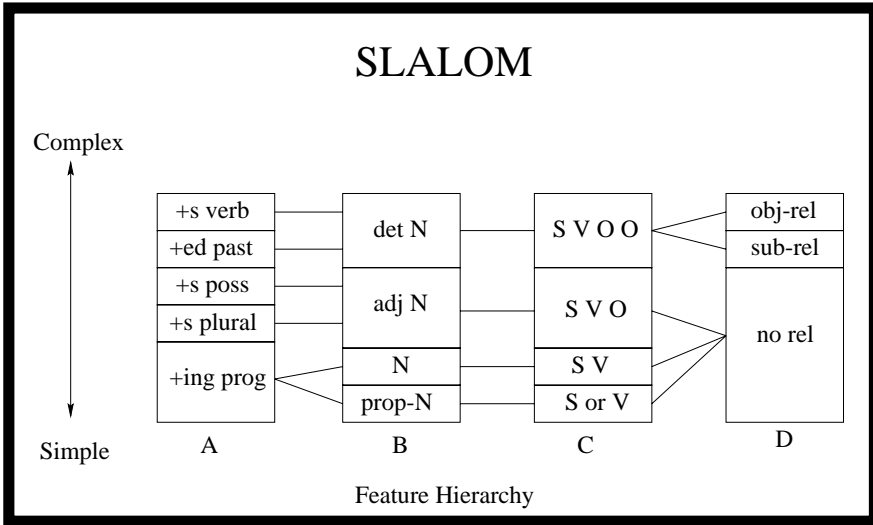 SLALOM
Complex
Simple
+s verb
+ed past
+s poss
+s plural
+ing prog
A
det N
adj N
N
prop-N
B
S V O O
S V O
S V
S or V
C
obj-rel
sub-rel
no rel
D
Feature Hierarchy